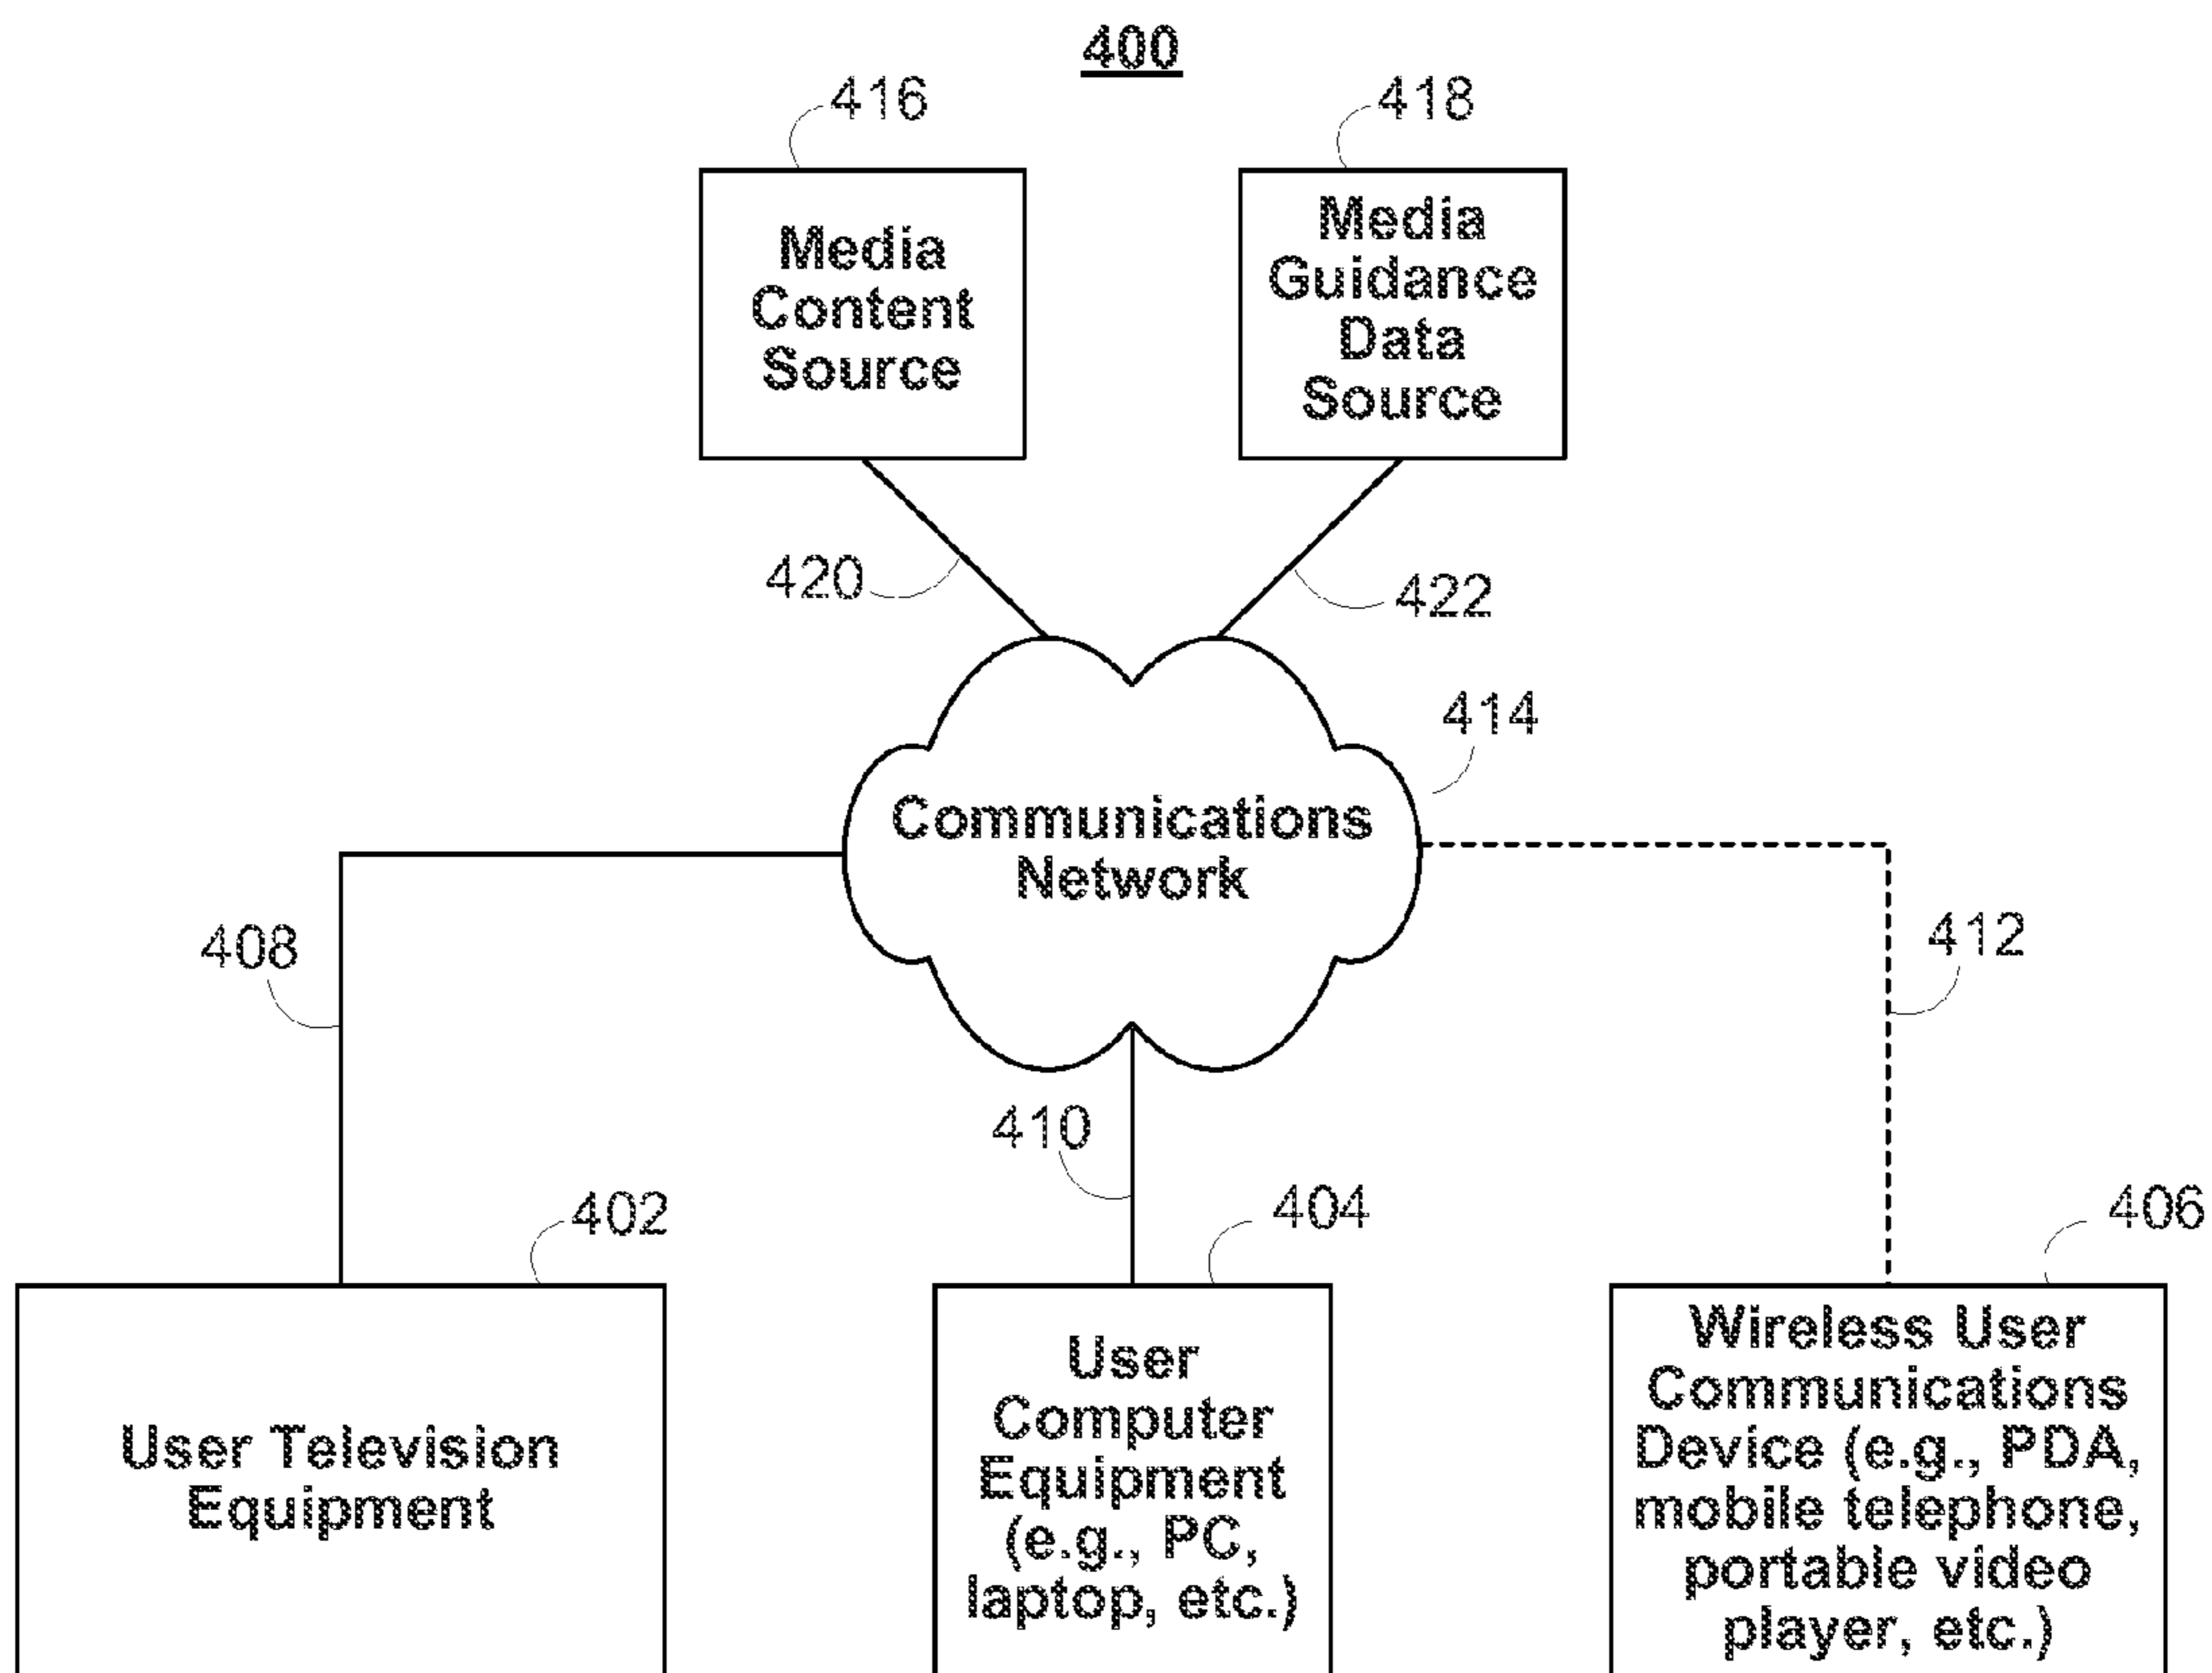 400
416
418
Media
Content
Source
Media
Guidance
Data
Source
420
422
414
Communications
Network
408
412
410
402
404
406
User Television
Equipment
User
Computer
Equipment
(e.g., PC,
laptop, etc.)
Wireless User
Communications
Device (e.g., PDA,
mobile telephone,
portable video
player, etc.)